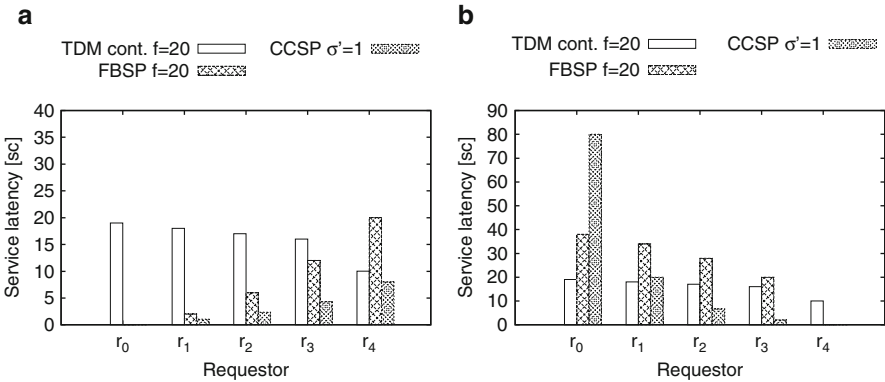 a
TDM cont. f=20
CCSP σ'=1
FBSP f=20
Service latency [sc]
40
35
30
25
20
15
10
5
0
r0
r1
r2
r3
r4
Requestor
b
TDM cont. f=20
CCSP σ'=1
FBSP f=20
Service latency [sc]
90
80
70
60
50
40
30
20
10
0
r0
r1
r2
r3
r4
Requestor